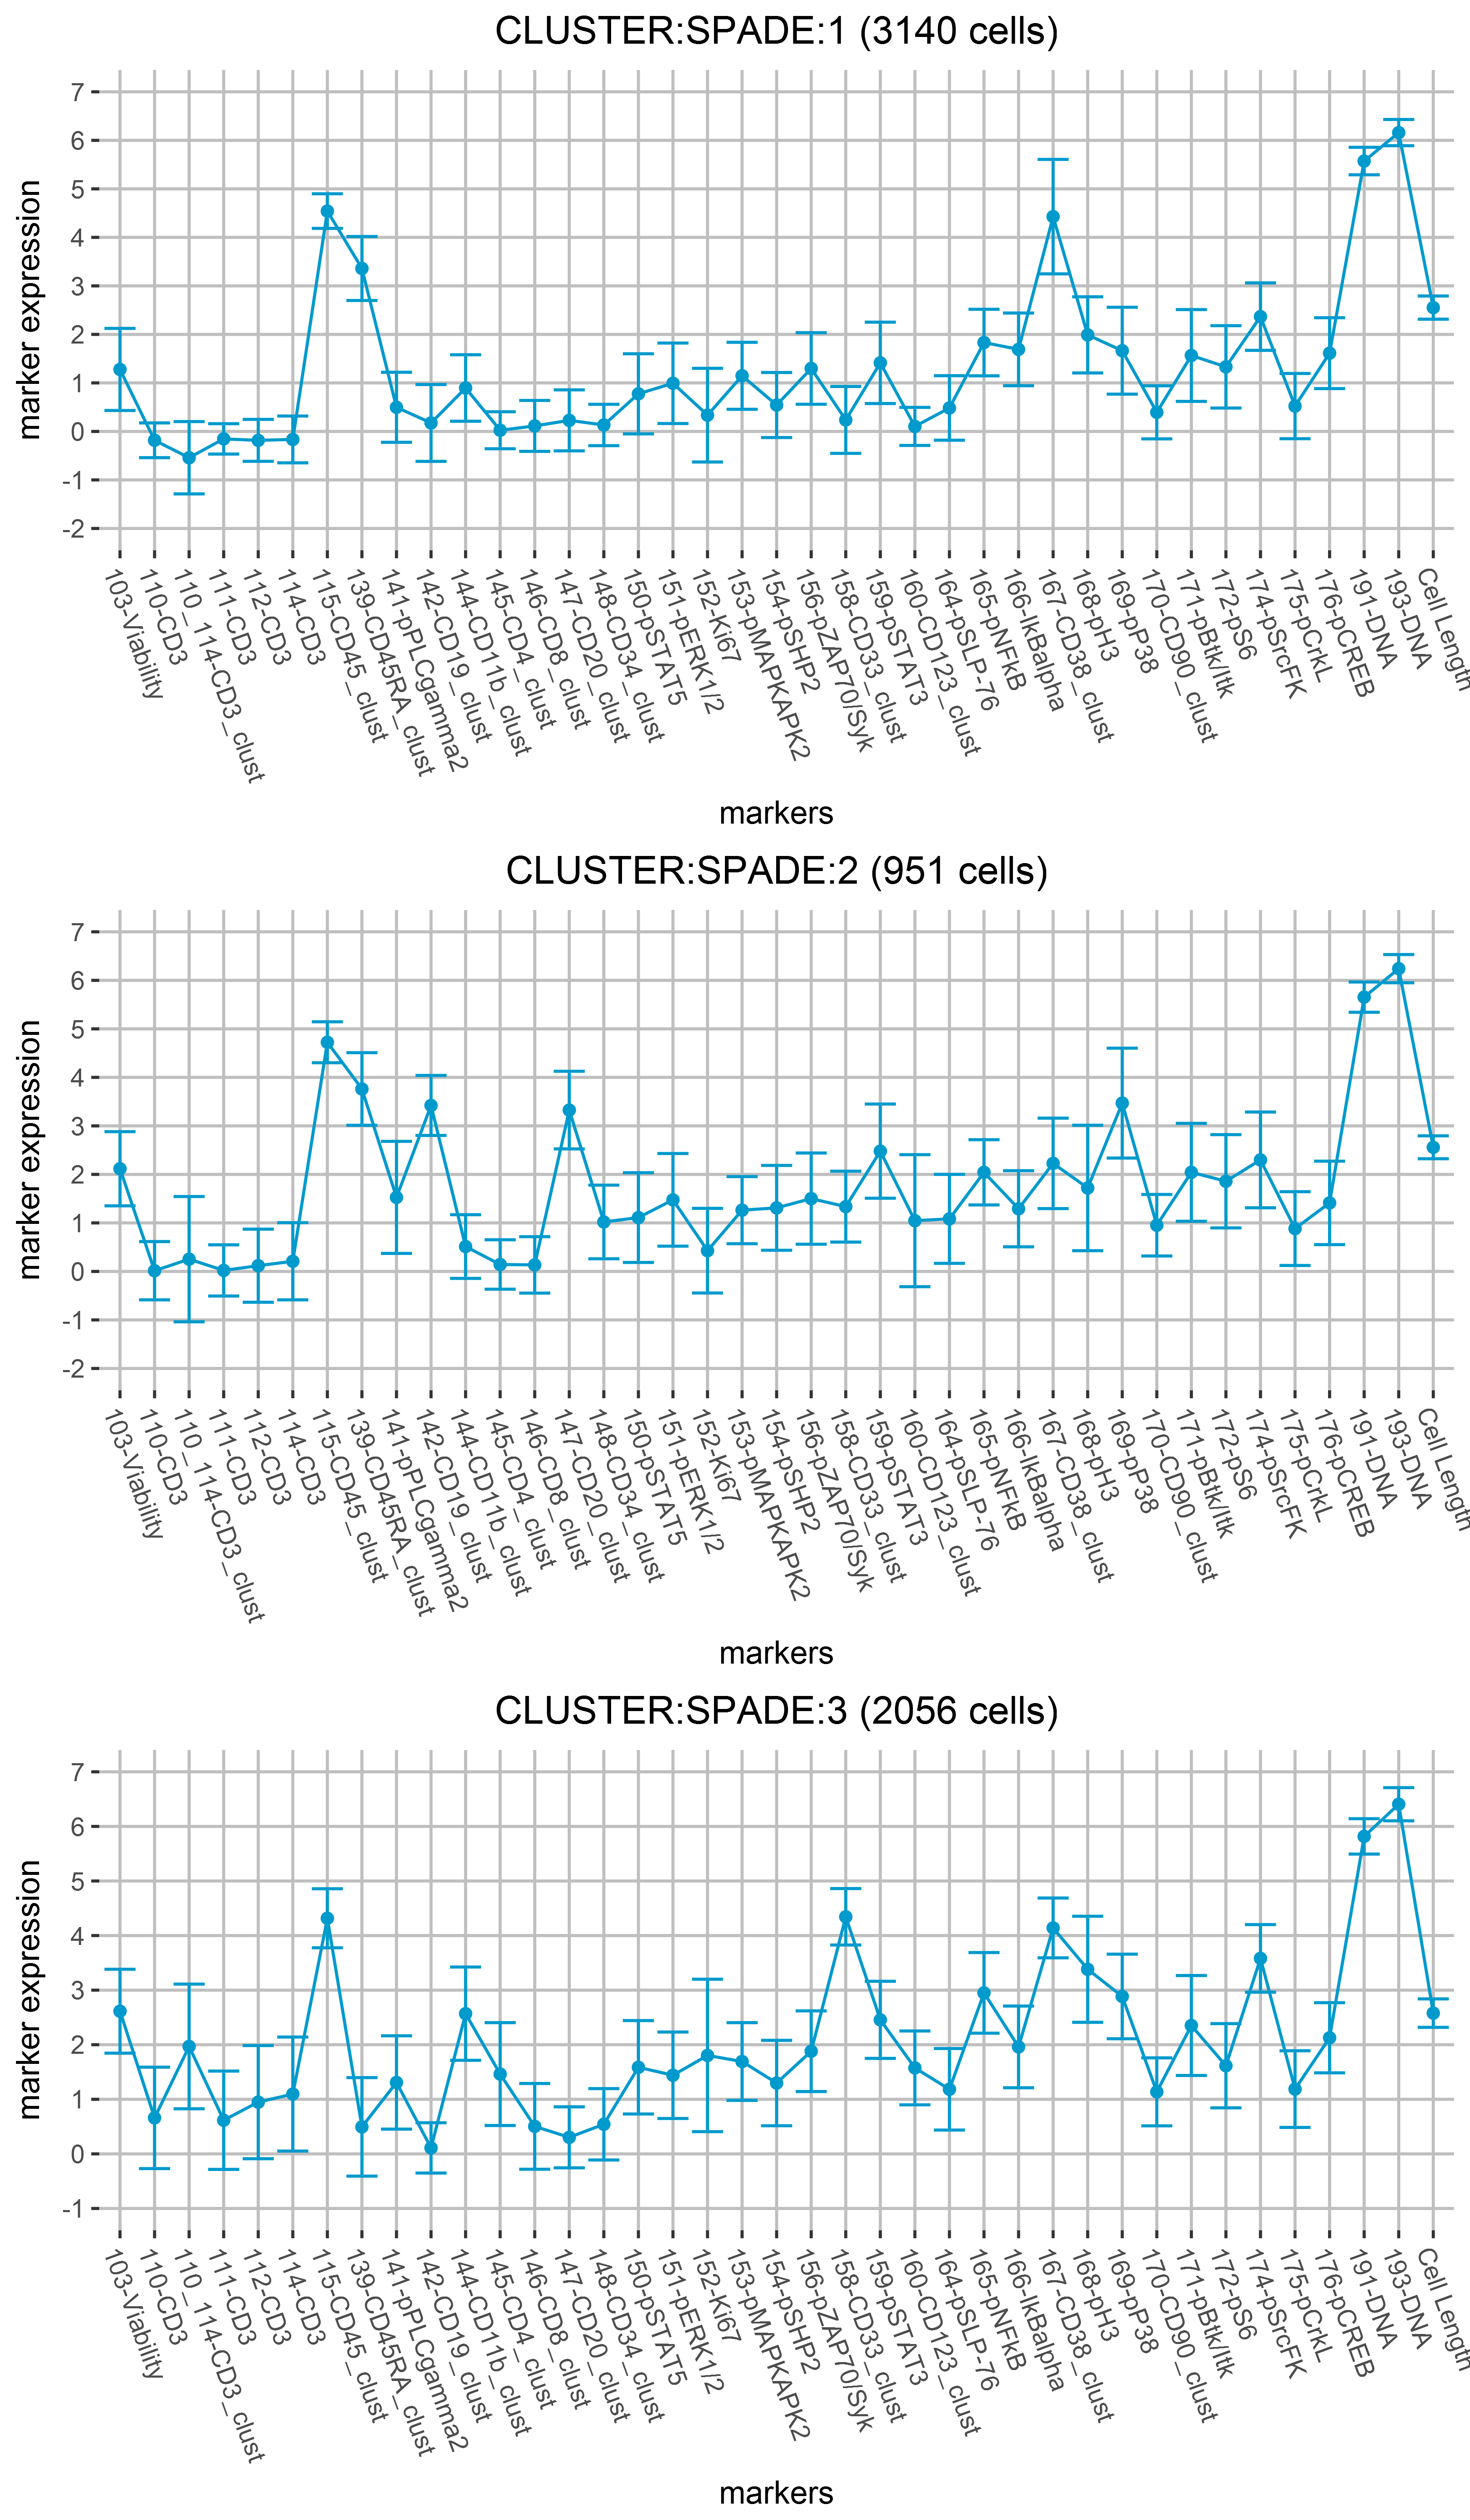 CLUSTER:SPADE:1 (3140 cells)
marker expression
7
6
5
4
3
2
1
0
-1
-2
103-Viability
110-CD3
110_114-CD3_clust
111-CD3
112-CD3
114-CD3
115-CD45_clust
139-CD45RA_clust
141-pPLCgamma2
142-CD19_clust
144-CD11b_clust
145-CD4_clust
146-CD8_clust
147-CD20_clust
148-CD34_clust
150-pSTAT5
151-pERK1/2
152-Ki67
153-pMAPKAPK2
154-pSHP2
156-pZAP70/Syk
158-CD33_clust
159-pSTAT3
160-CD123_clust
164-pSLP-76
165-pNFkB
166-IkBalpha
167-CD38_clust
168-pH3
169-pP38
170-CD90_clust
171-pBtk/Itk
172-pS6
174-pSrcFK
175-pCrkL
176-pCREB
191-DNA
193-DNA
Cell Length
markers
CLUSTER:SPADE:2 (951 cells)
marker expression
7
6
5
4
3
2
1
0
-1
-2
103-Viability
110-CD3
110_114-CD3_clust
111-CD3
112-CD3
114-CD3
115-CD45_clust
139-CD45RA_clust
141-pPLCgamma2
142-CD19_clust
144-CD11b_clust
145-CD4_clust
146-CD8_clust
147-CD20_clust
148-CD34_clust
150-pSTAT5
151-pERK1/2
152-Ki67
153-pMAPKAPK2
154-pSHP2
156-pZAP70/Syk
158-CD33_clust
159-pSTAT3
160-CD123_clust
164-pSLP-76
165-pNFkB
166-IkBalpha
167-CD38_clust
168-pH3
169-pP38
170-CD90_clust
171-pBtk/Itk
172-pS6
174-pSrcFK
175-pCrkL
176-pCREB
191-DNA
193-DNA
Cell Length
markers
CLUSTER:SPADE:3 (2056 cells)
marker expression
7
6
5
4
3
2
1
0
-1
103-Viability
110-CD3
110_114-CD3_clust
111-CD3
112-CD3
114-CD3
115-CD45_clust
139-CD45RA_clust
141-pPLCgamma2
142-CD19_clust
144-CD11b_clust
145-CD4_clust
146-CD8_clust
147-CD20_clust
148-CD34_clust
150-pSTAT5
151-pERK1/2
152-Ki67
153-pMAPKAPK2
154-pSHP2
156-pZAP70/Syk
158-CD33_clust
159-pSTAT3
160-CD123_clust
164-pSLP-76
165-pNFkB
166-IkBalpha
167-CD38_clust
168-pH3
169-pP38
170-CD90_clust
171-pBtk/Itk
172-pS6
174-pSrcFK
175-pCrkL
176-pCREB
191-DNA
193-DNA
Cell Length
markers